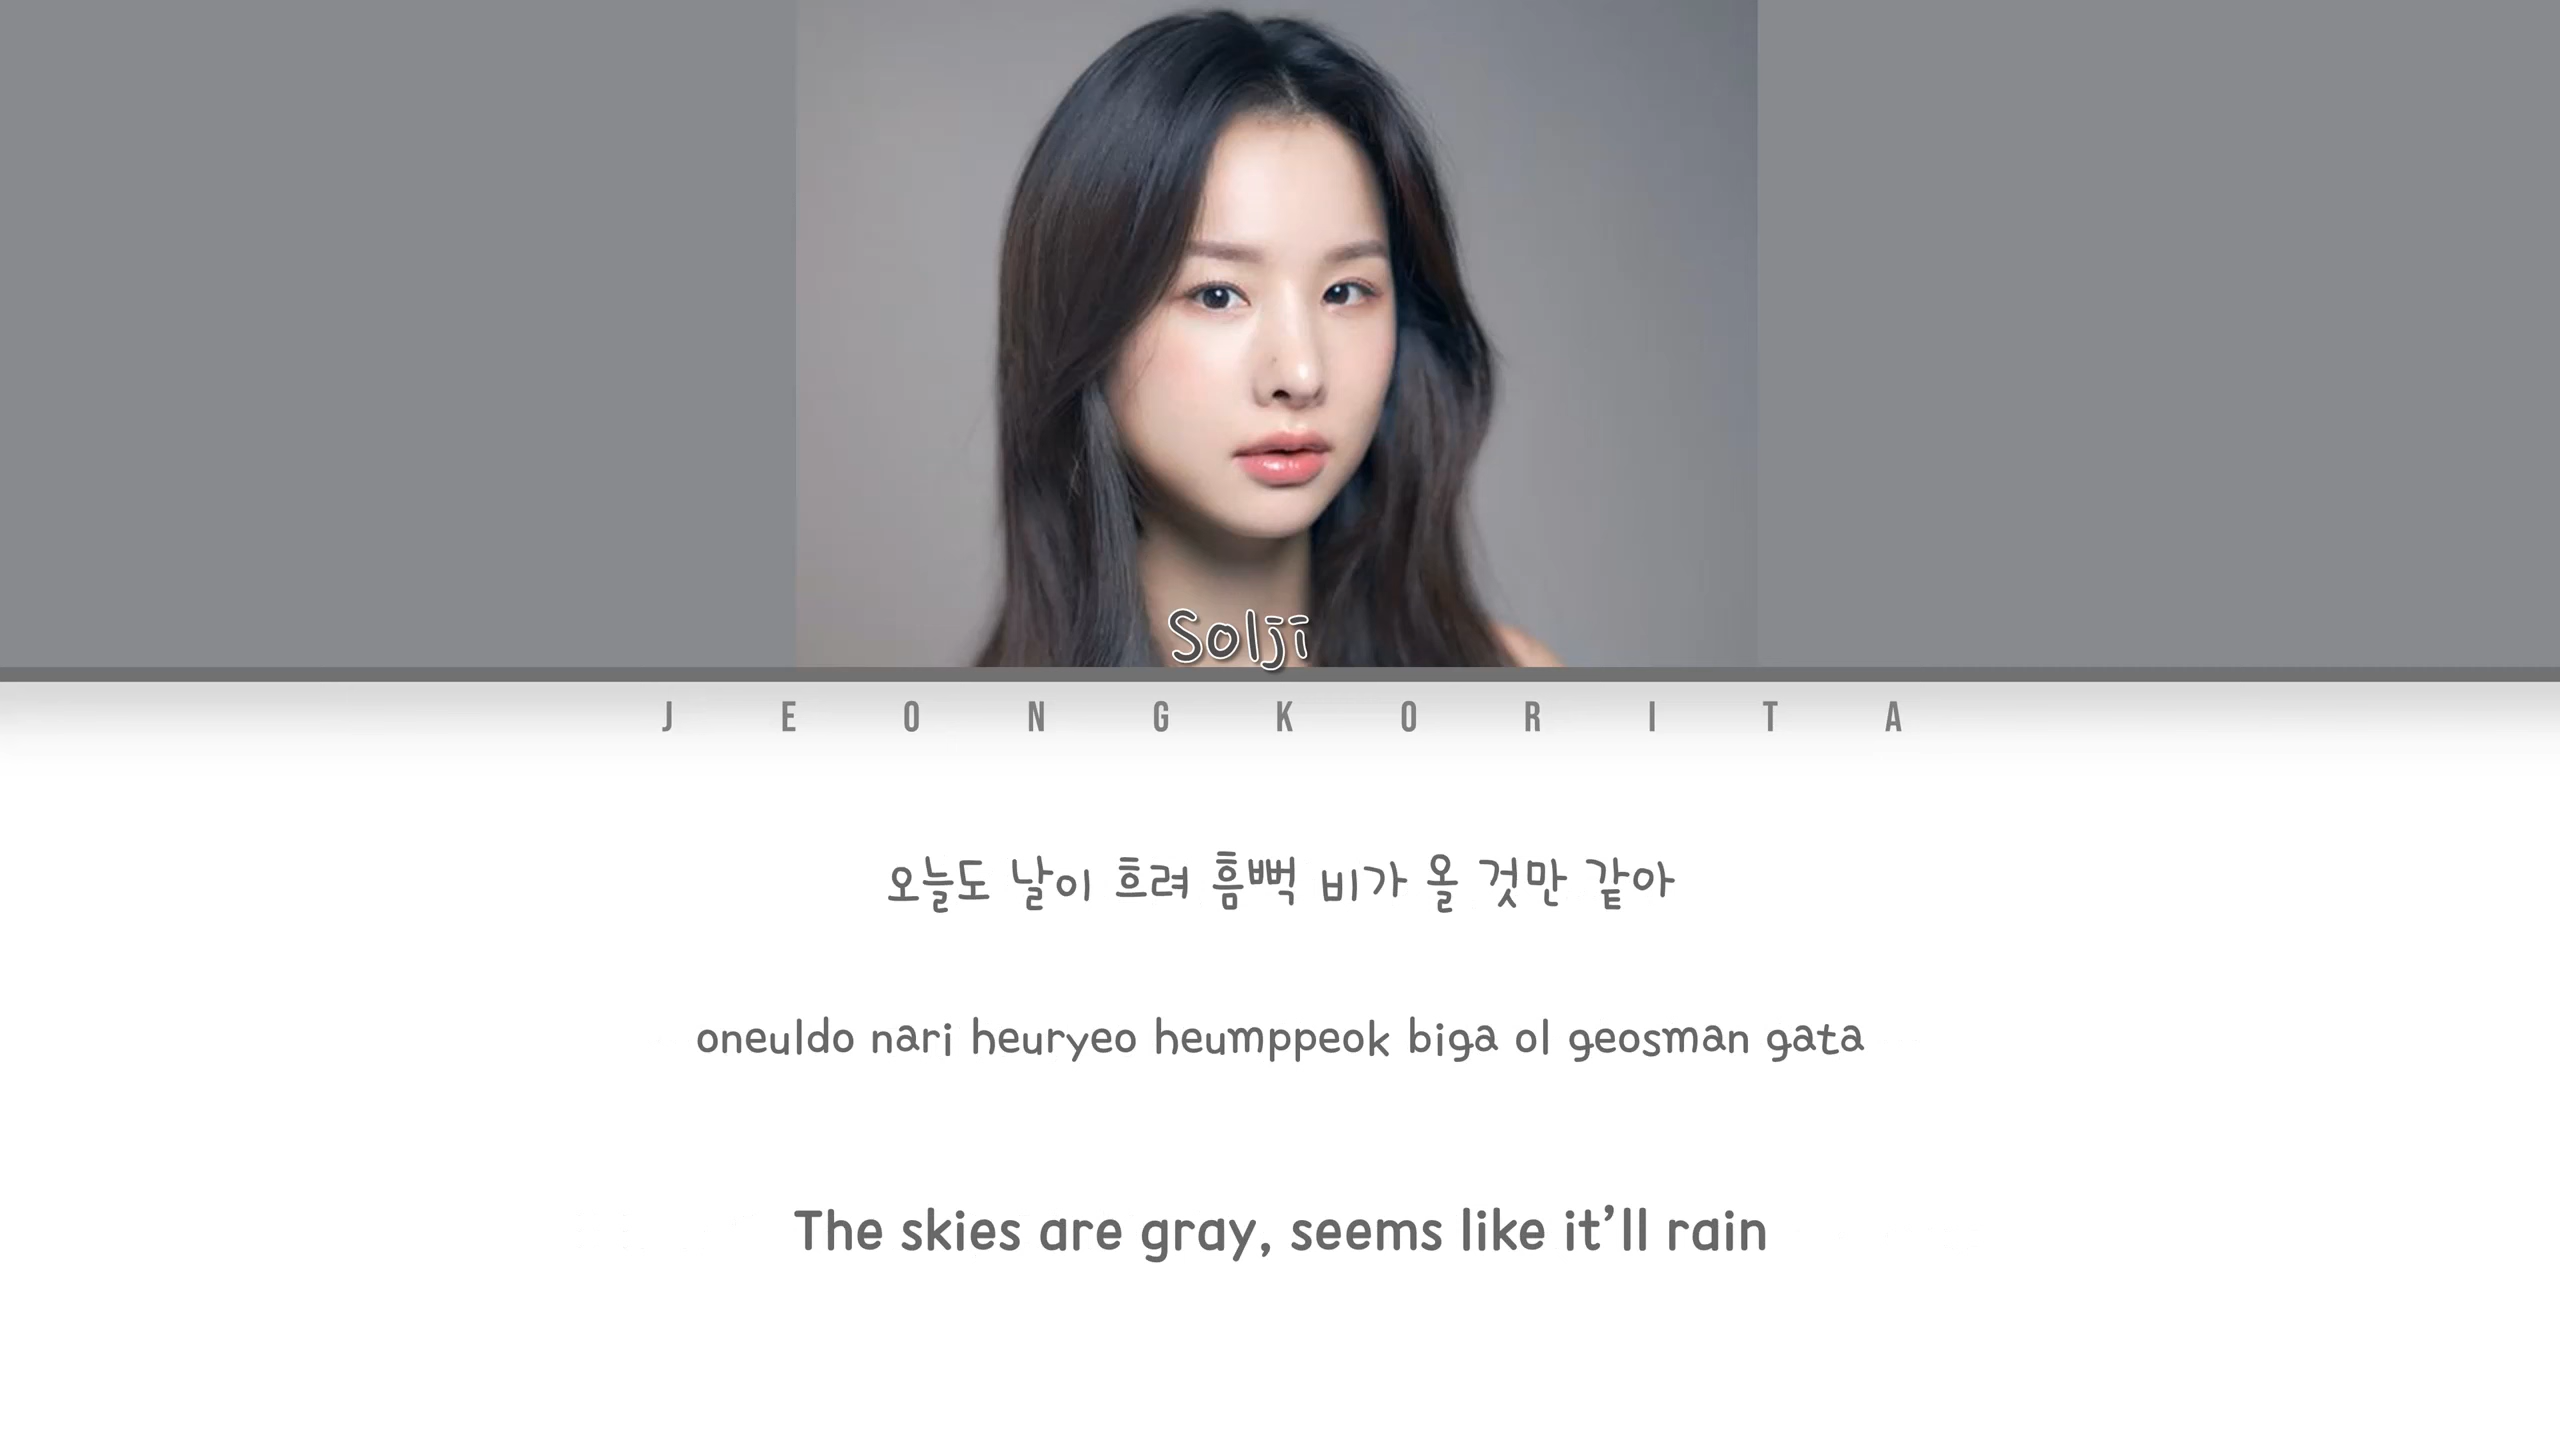 Solji
J E O N G K O R I T A
오늘도 날이 흐려 흠뻑 비가 올 것만 같아
oneuldo nari heuryeo heumppeok biga ol geosman gata
The skies are gray, seems like it’ll rain